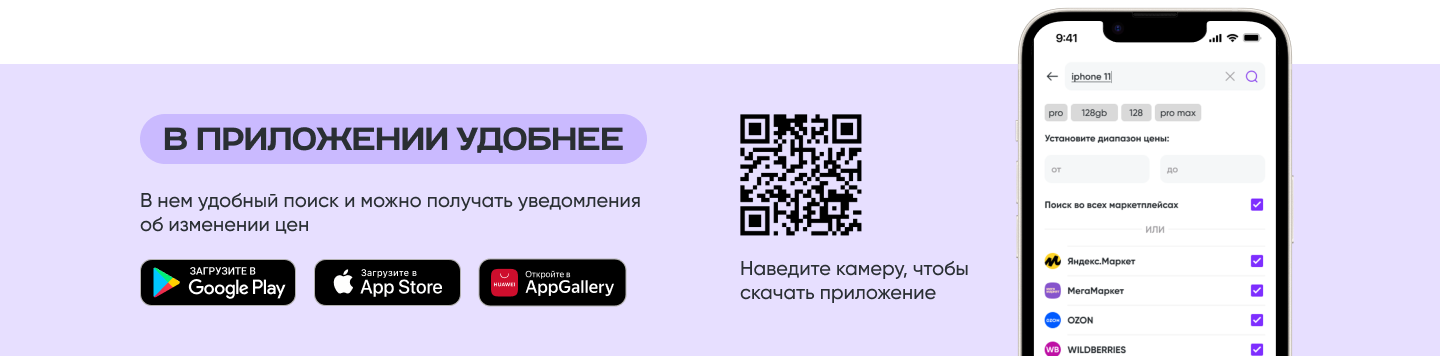 В ПРИЛОЖЕНИИ УДОБНЕЕ
В нем удобный поиск и можно получать уведомления
об изменении цен
ЗАГРУЗИТЕ В
Google Play
Загрузите в
App Store
HUAWEI
Откройте в
AppGallery
Наведите камеру, чтобы
скачать приложение
9:41
iphone 11
pro 128gb 128 pro max
Установите диапазон цены:
от до
Поиск во всех маркетплейсах
ИЛИ
Яндекс.Маркет
МегаМаркет
OZON OZON
WB WILDBERRIES